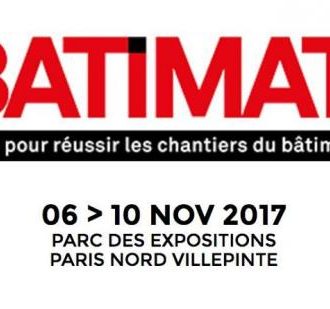 BATIMAT
pour réussir les chantiers du bâtim
06 > 10 NOV 2017
PARC DES EXPOSITIONS
PARIS NORD VILLEPINTE